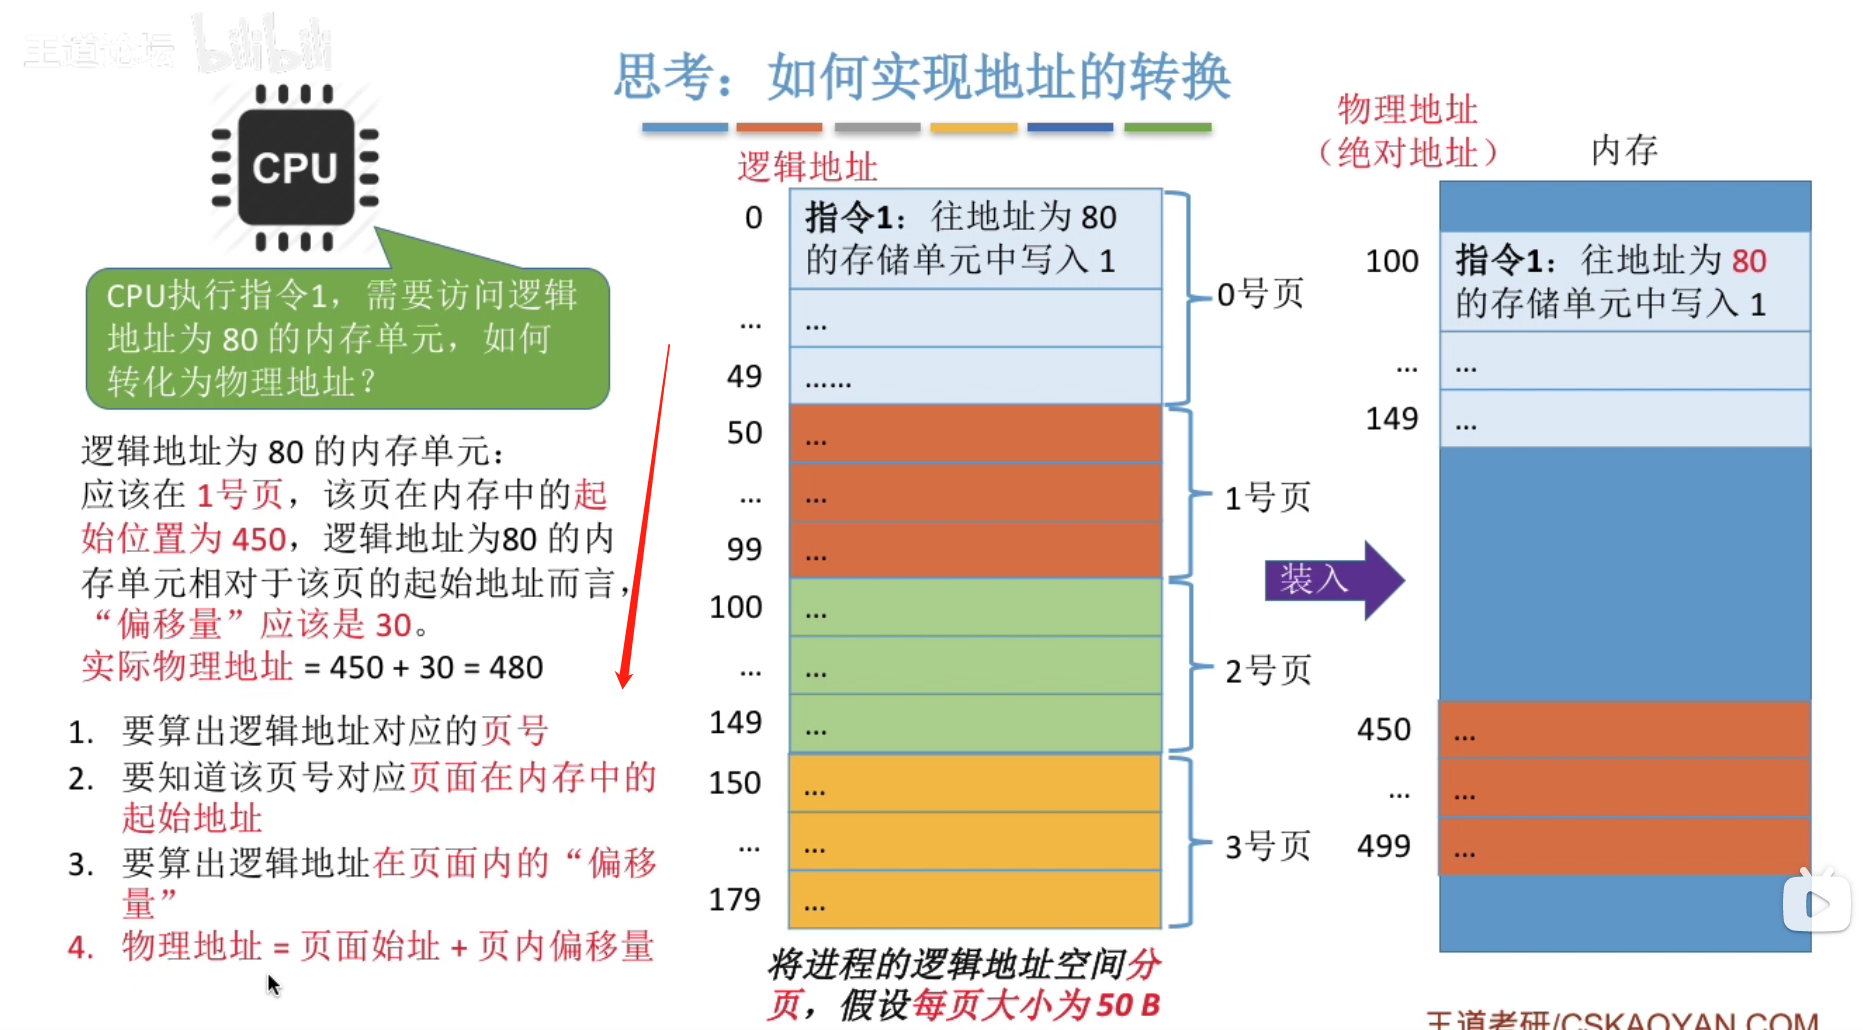 王道论坛 bilibili
思考：如何实现地址的转换
CPU
CPU执行指令1，需要访问逻辑
地址为 80 的内存单元，如何
转化为物理地址？
逻辑地址为 80 的内存单元：
应该在 1号页，该页在内存中的起
始位置为 450，逻辑地址为80 的内
存单元相对于该页的起始地址而言，
“偏移量”应该是 30。
实际物理地址 = 450 + 30 = 480
1. 要算出逻辑地址对应的页号
2. 要知道该页号对应页面在内存中的
起始地址
3. 要算出逻辑地址在页面内的“偏移
量”
4. 物理地址 = 页面始址 + 页内偏移量
逻辑地址
0 指令1：往地址为 80
的存储单元中写入 1
... ...
49 ......
0号页
50 ...
... ...
99 ...
1号页
100 ...
... ...
149 ...
2号页
150 ...
... ...
179 ...
3号页
将进程的逻辑地址空间分
页，假设每页大小为 50 B
装入
物理地址
（绝对地址）
内存
100 指令1：往地址为 80
的存储单元中写入 1
... ...
149 ...
450 ...
... ...
499 ...
王道考研/CSKAOYAN.COM